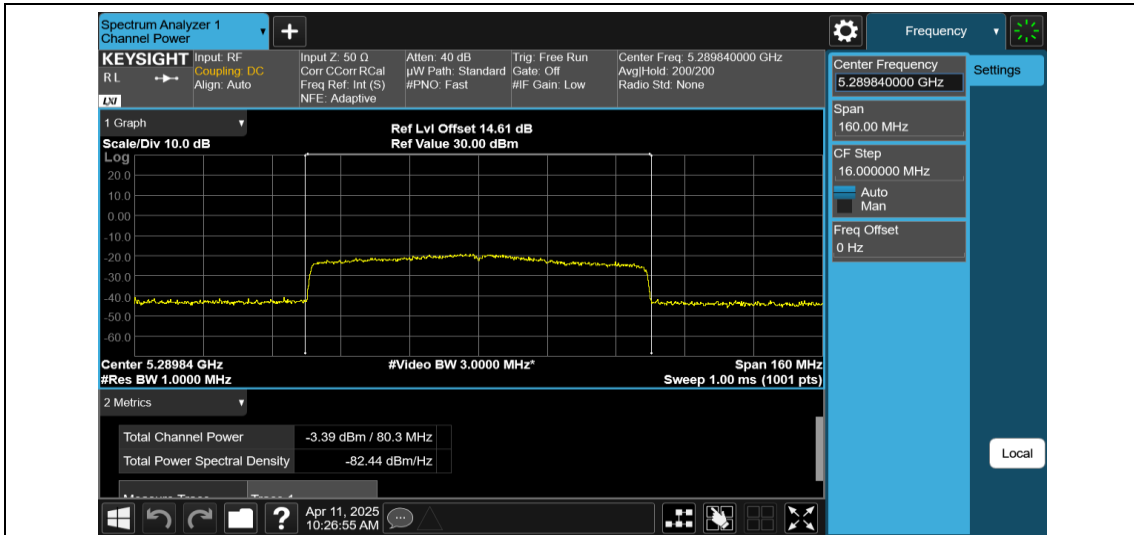 Spectrum Analyzer 1
Channel Power
Frequency
KEYSIGHT
R L
LXI
Input: RF
Coupling: DC
Align: Auto
Input Z: 50 Ω
Corr CCorr RCal
Freq Ref: Int (S)
NFE: Adaptive
Atten: 40 dB
µW Path: Standard
#PNO: Fast
Trig: Free Run
Gate: Off
#IF Gain: Low
Center Freq: 5.289840000 GHz
Avg|Hold: 200/200
Radio Std: None
Center Frequency
5.289840000 GHz
Settings
Span
160.00 MHz
CF Step
16.000000 MHz
Auto
Man
Freq Offset
0 Hz
Local
1 Graph
Scale/Div 10.0 dB
Ref Lvl Offset 14.61 dB
Ref Value 30.00 dBm
Log
20.0
10.0
0.00
-10.0
-20.0
-30.0
-40.0
-50.0
-60.0
Center 5.28984 GHz
#Video BW 3.0000 MHz*
Span 160 MHz
#Res BW 1.0000 MHz
Sweep 1.00 ms (1001 pts)
2 Metrics
Total Channel Power -3.39 dBm / 80.3 MHz
Total Power Spectral Density -82.44 dBm/Hz
?
Apr 11, 2025
10:26:55 AM